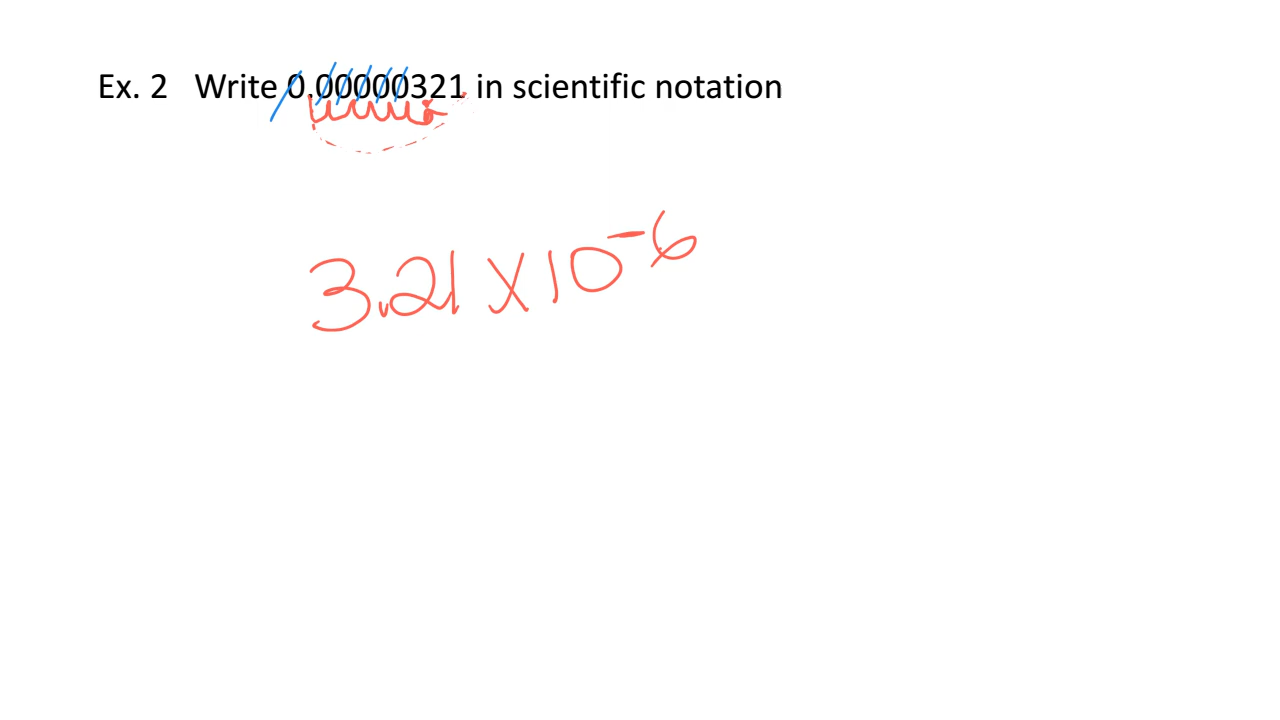 Ex. 2 Write 0.00000321 in scientific notation
3.21 x 10⁻⁶